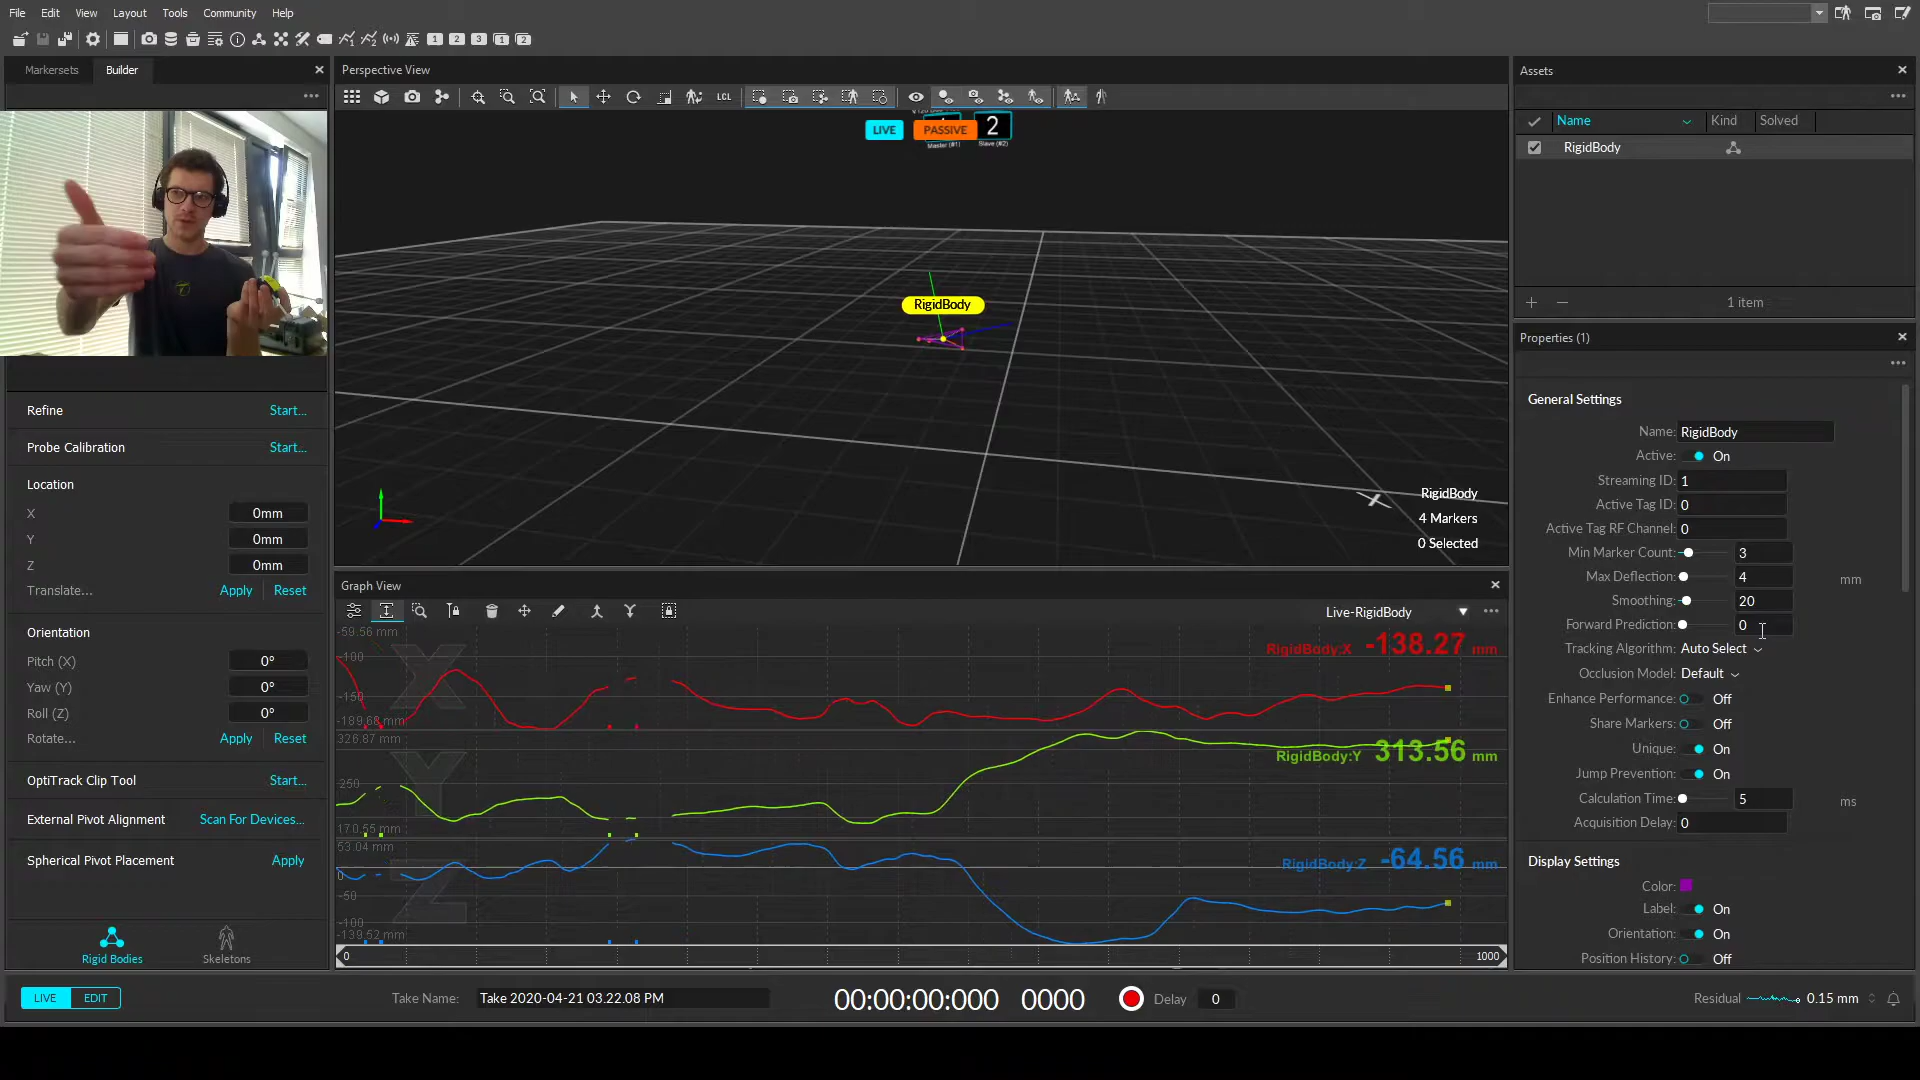 File Edit View Layout Tools Community Help
1 2 3 1 2
Markersets Builder
Perspective View
Assets
LCL
LIVE PASSIVE 2
Master (#1) Slave (#2)
Name Kind Solved
RigidBody
1 item
RigidBody
RigidBody
4 Markers
0 Selected
Refine Start...
Probe Calibration Start...
Location
X 0mm
Y 0mm
Z 0mm
Translate... Apply Reset
Orientation
Pitch (X) 0°
Yaw (Y) 0°
Roll (Z) 0°
Rotate... Apply Reset
OptiTrack Clip Tool Start...
External Pivot Alignment Scan For Devices...
Spherical Pivot Placement Apply
Rigid Bodies Skeletons
Graph View
Live-RigidBody
-59.56 mm
-100
-150
-189.68 mm
X
RigidBody:X -138.27 mm
326.87 mm
250
170.55 mm
Y
RigidBody:Y 313.56 mm
53.04 mm
0
-50
-100
-139.52 mm
Z
RigidBody:Z -64.56 mm
0 1000
Properties (1)
General Settings
Name: RigidBody
Active: On
Streaming ID: 1
Active Tag ID: 0
Active Tag RF Channel: 0
Min Marker Count: 3
Max Deflection: 4 mm
Smoothing: 20
Forward Prediction: 0
Tracking Algorithm: Auto Select
Occlusion Model: Default
Enhance Performance: Off
Share Markers: Off
Unique: On
Jump Prevention: On
Calculation Time: 5 ms
Acquisition Delay: 0
Display Settings
Color:
Label: On
Orientation: On
Position History: Off
LIVE EDIT
Take Name: Take 2020-04-21 03.22.08 PM
00:00:00:000 0000
Delay 0
Residual 0.15 mm